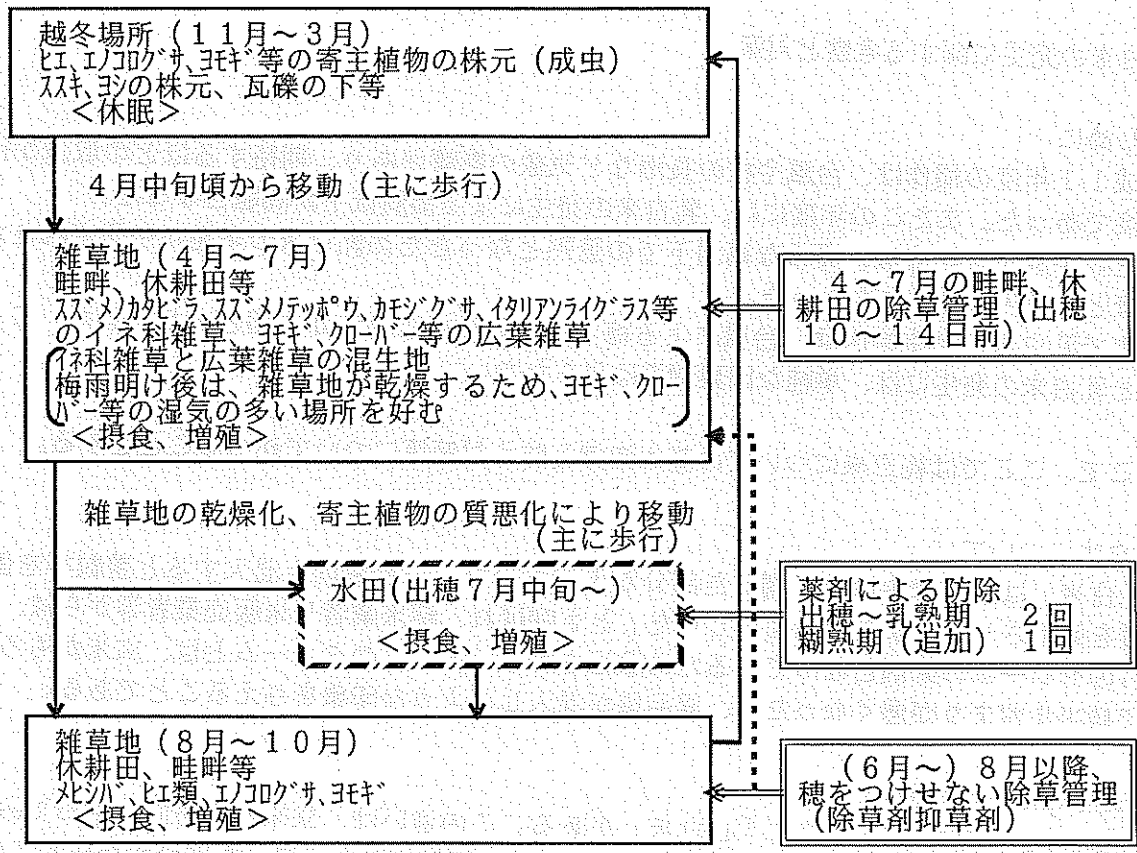 越冬場所（１１月～３月）
ﾋｴ、ｴﾉｺﾛｸﾞｻ、ﾖﾓｷﾞ等の寄主植物の株元（成虫）
ｽｽｷ、ﾖｼの株元、瓦礫の下等
＜休眠＞
４月中旬頃から移動（主に歩行）
雑草地（４月～７月）
畦畔、休耕田等
ｽｽﾞﾒﾉｶﾀﾋﾞﾗ、ｽｽﾞﾒﾉﾃｯﾎﾟｳ、ｶﾓｼﾞｸﾞｻ、ｲﾀﾘｱﾝﾗｲｸﾞﾗｽ等
のイネ科雑草、ﾖﾓｷﾞ、ｸﾛｰﾊﾞｰ等の広葉雑草
ｲﾈ科雑草と広葉雑草の混生地
梅雨明け後は、雑草地が乾燥するため、ﾖﾓｷﾞ、ｸﾛｰ
ﾊﾞｰ等の湿気の多い場所を好む
＜摂食、増殖＞
４～７月の畦畔、休
耕田の除草管理（出穂
１０～１４日前）
雑草地の乾燥化、寄主植物の質悪化により移動
（主に歩行）
水田(出穂７月中旬～)
＜摂食、増殖＞
薬剤による防除
出穂～乳熟期　２回
糊熟期（追加）　１回
雑草地（８月～１０月）
休耕田、畦畔等
ﾒﾋｼﾊﾞ、ﾋｴ類、ｴﾉｺﾛｸﾞｻ、ﾖﾓｷﾞ
＜摂食、増殖＞
（６月～）８月以降、
穂をつけせない除草管理
（除草剤抑草剤）